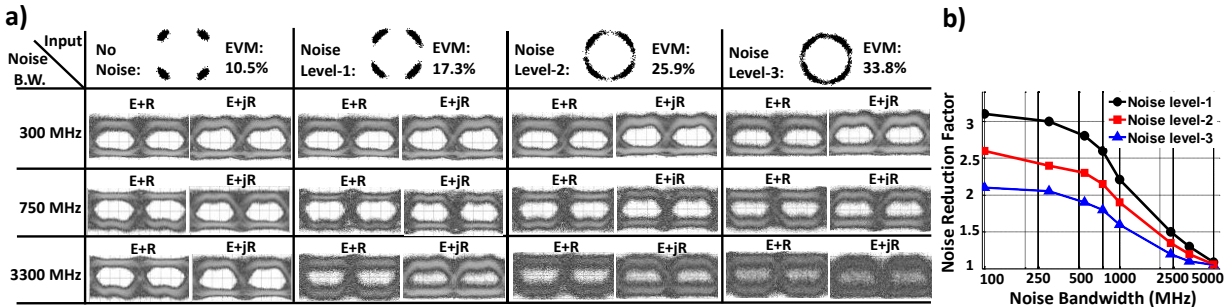 a)
Input
Noise
B.W.
No
Noise:
EVM:
10.5%
Noise
Level-1:
EVM:
17.3%
Noise
Level-2:
EVM:
25.9%
Noise
Level-3:
EVM:
33.8%
300 MHz
E+R E+jR E+R E+jR E+R E+jR E+R E+jR
750 MHz
E+R E+jR E+R E+jR E+R E+jR E+R E+jR
3300 MHz
E+R E+jR E+R E+jR E+R E+jR E+R E+jR
b)
Noise Reduction Factor
3
2.5
2
1.5
1
Noise level-1
Noise level-2
Noise level-3
100 250 500 1000 2500 5000
Noise Bandwidth (MHz)